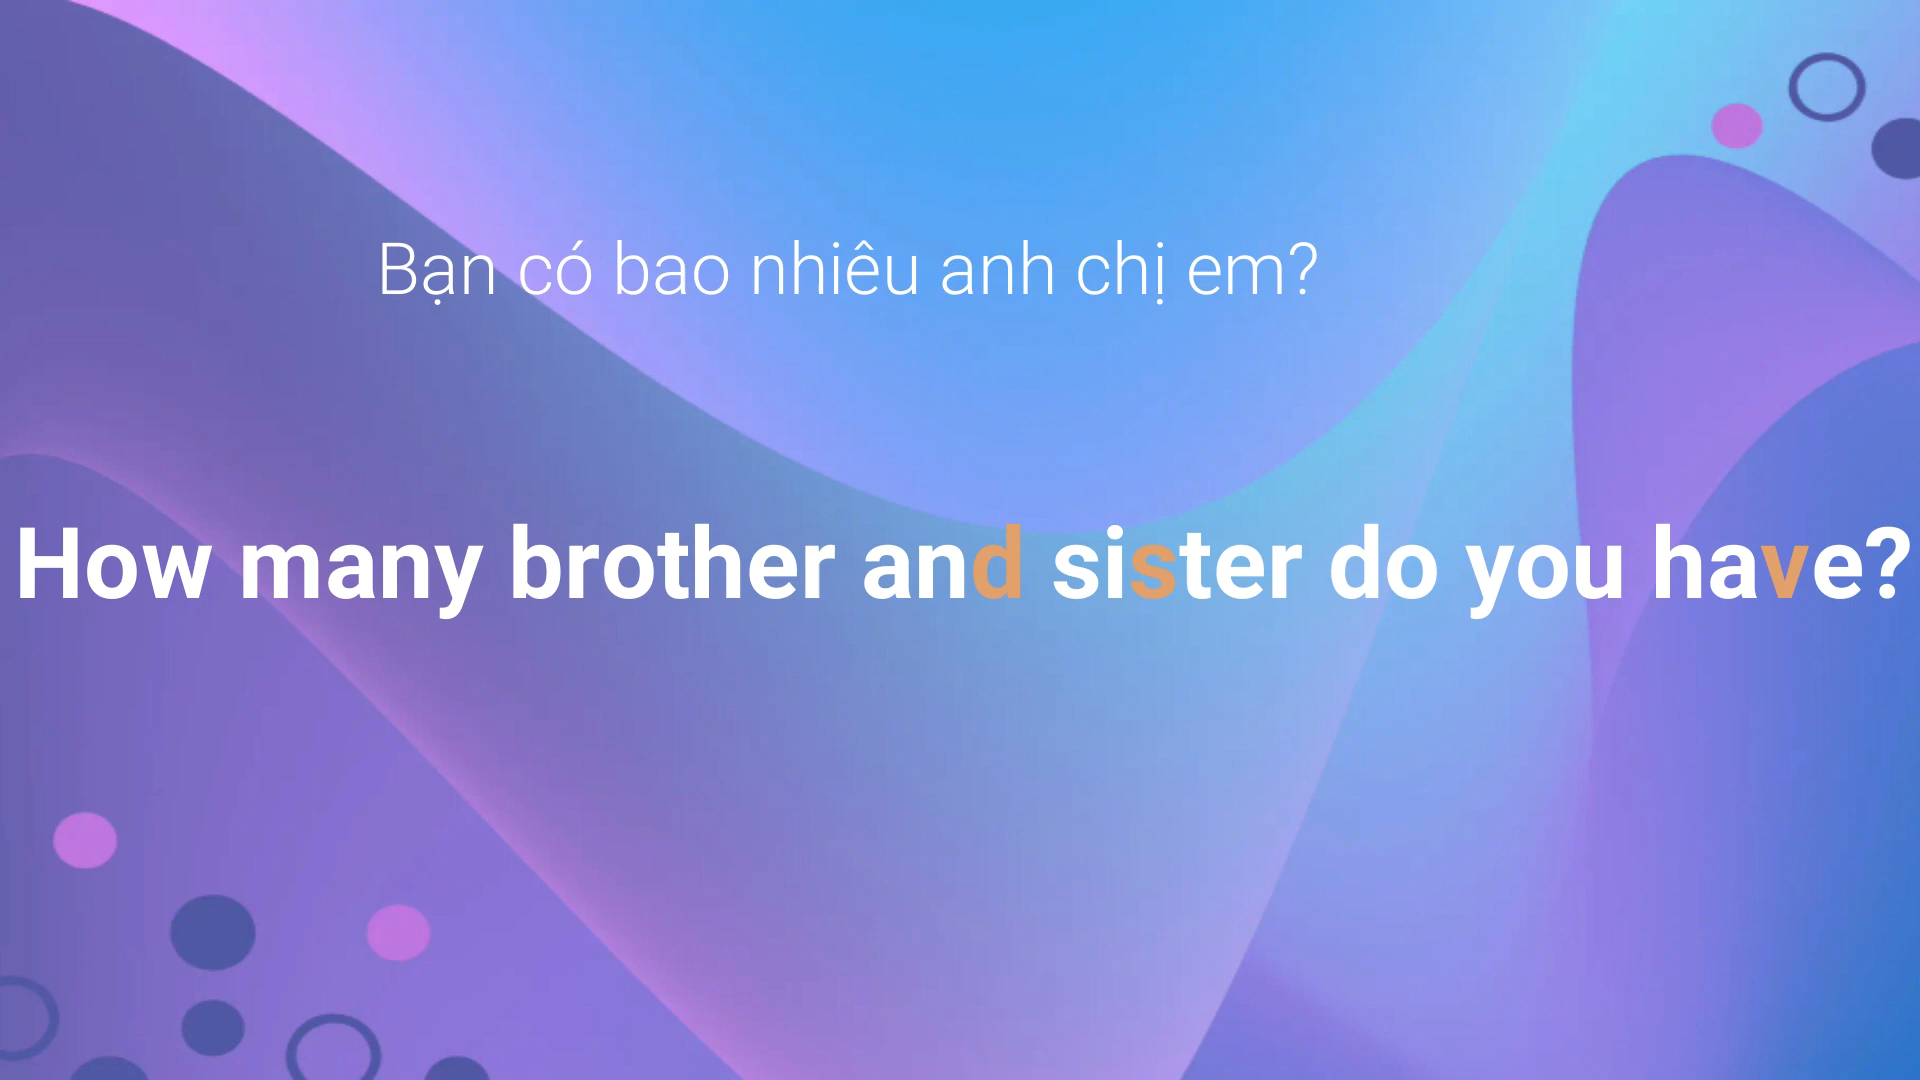 Bạn có bao nhiêu anh chị em?
How many brother and sister do you have?